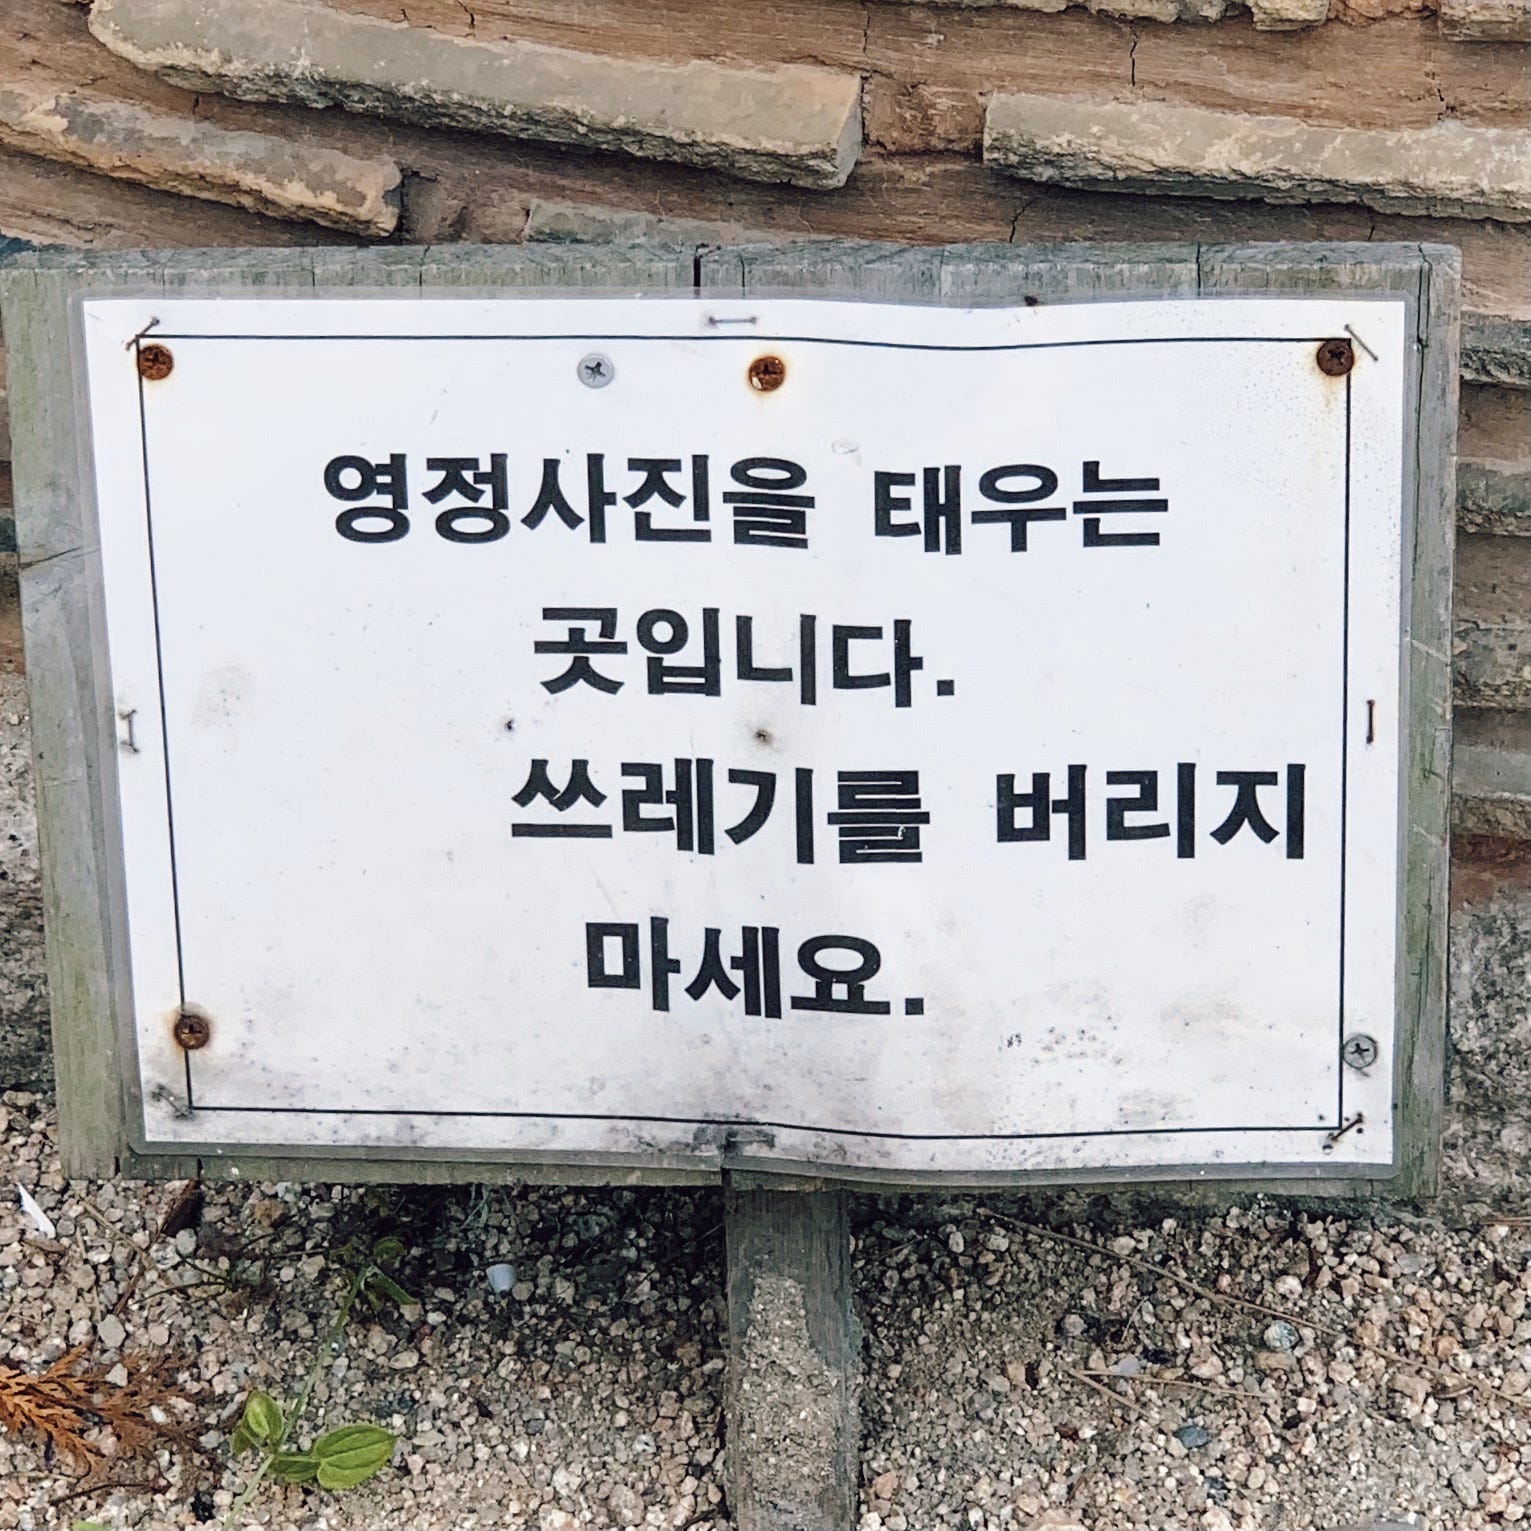 영정사진을 태우는
곳입니다.
쓰레기를 버리지
마세요.